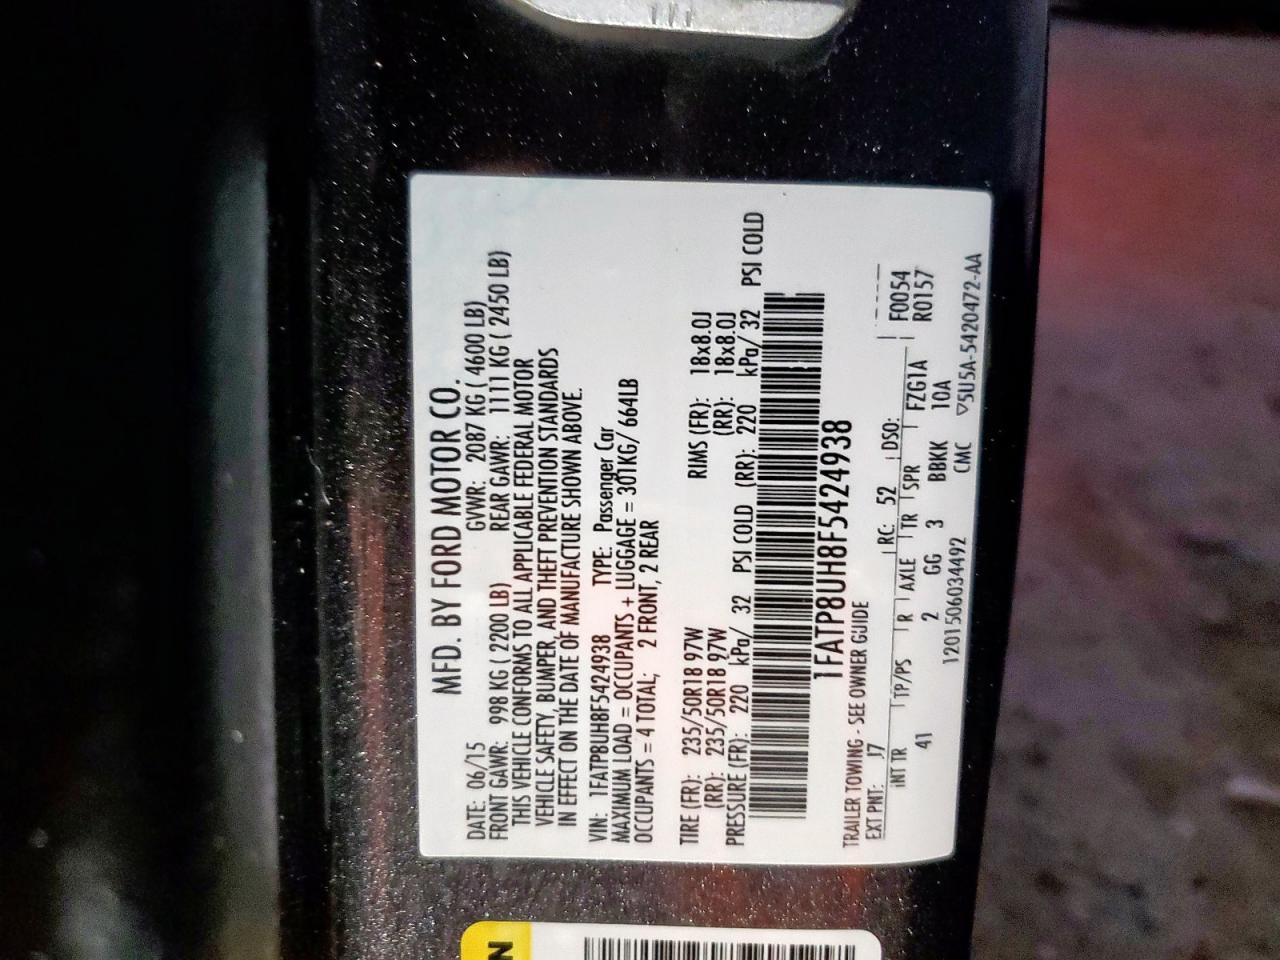 MFD. BY FORD MOTOR CO.
DATE: 06/15 GVWR: 2087 KG ( 4600 LB)
FRONT GAWR: 998 KG ( 2200 LB) REAR GAWR: 1111 KG ( 2450 LB)
THIS VEHICLE CONFORMS TO ALL APPLICABLE FEDERAL MOTOR
VEHICLE SAFETY, BUMPER, AND THEFT PREVENTION STANDARDS
IN EFFECT ON THE DATE OF MANUFACTURE SHOWN ABOVE.
VIN: 1FATP8UH8F5424938 TYPE: Passenger Car
MAXIMUM LOAD = OCCUPANTS + LUGGAGE = 301KG/ 664LB
OCCUPANTS = 4 TOTAL; 2 FRONT, 2 REAR
TIRE (FR): 235/50R18 97W RIMS (FR): 18x8.0J
(RR): 235/50R18 97W (RR): 18x8.0J
PRESSURE (FR): 220 kPa/ 32 PSI COLD (RR): 220 kPa/ 32 PSI COLD
1FATP8UH8F5424938
TRAILER TOWING - SEE OWNER GUIDE
EXT PNT: J7 RC: 52 DSO: F0054
INT TR TP/PS R AXLE TR SPR FZG1A R0157
41 2 GG 3 BBKK 10A
1201506034492 CMC ▽5U5A-5420472-AA
N